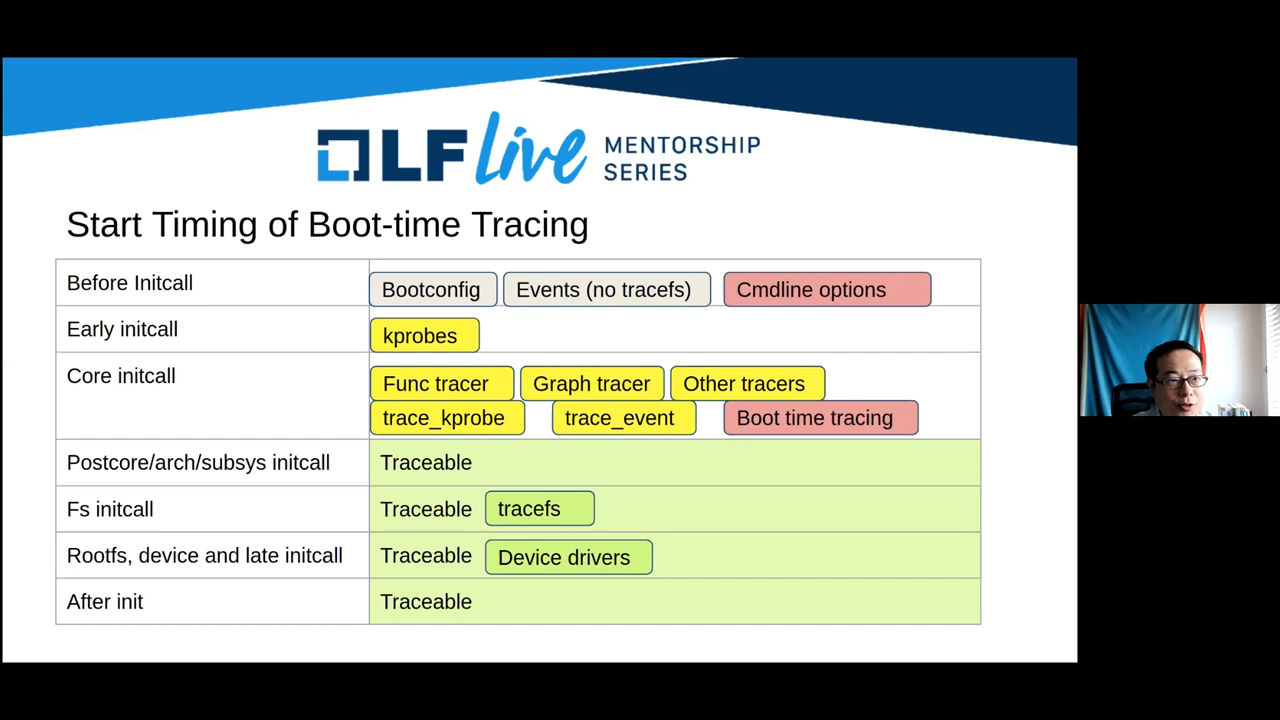 LF Live MENTORSHIP
SERIES
Start Timing of Boot-time Tracing
Before Initcall Bootconfig Events (no tracefs) Cmdline options
Early initcall kprobes
Core initcall Func tracer Graph tracer Other tracers
trace_kprobe trace_event Boot time tracing
Postcore/arch/subsys initcall Traceable
Fs initcall Traceable tracefs
Rootfs, device and late initcall Traceable Device drivers
After init Traceable